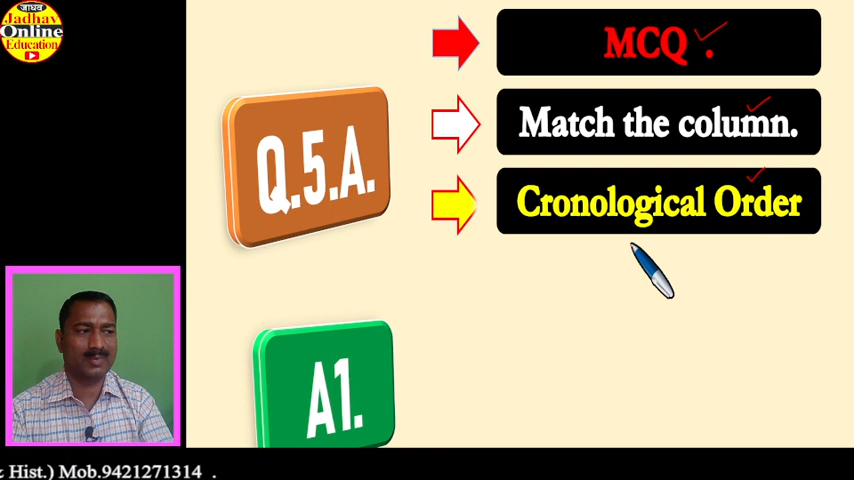 जाधव
Jadhav
Online
Education
MCQ .
Match the column.
Cronological Order
Q.5.A.
A1.
& Hist.) Mob.9421271314 .